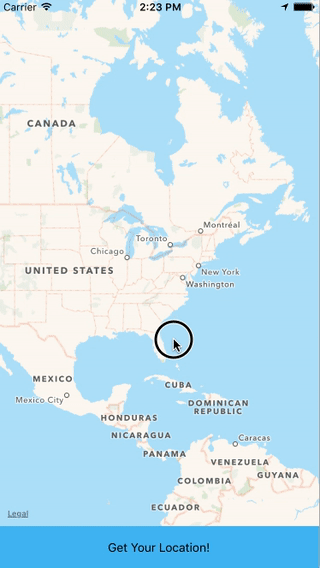 Carrier 2:23 PM
CANADA
Montréal
Toronto
Chicago
UNITED STATES
New York
Washington
MEXICO
CUBA
Mexico City
DOMINICAN
REPUBLIC
HONDURAS
NICARAGUA
Caracas
PANAMA
VENEZUELA
GUYANA
COLOMBIA
ECUADOR
Legal
Get Your Location!